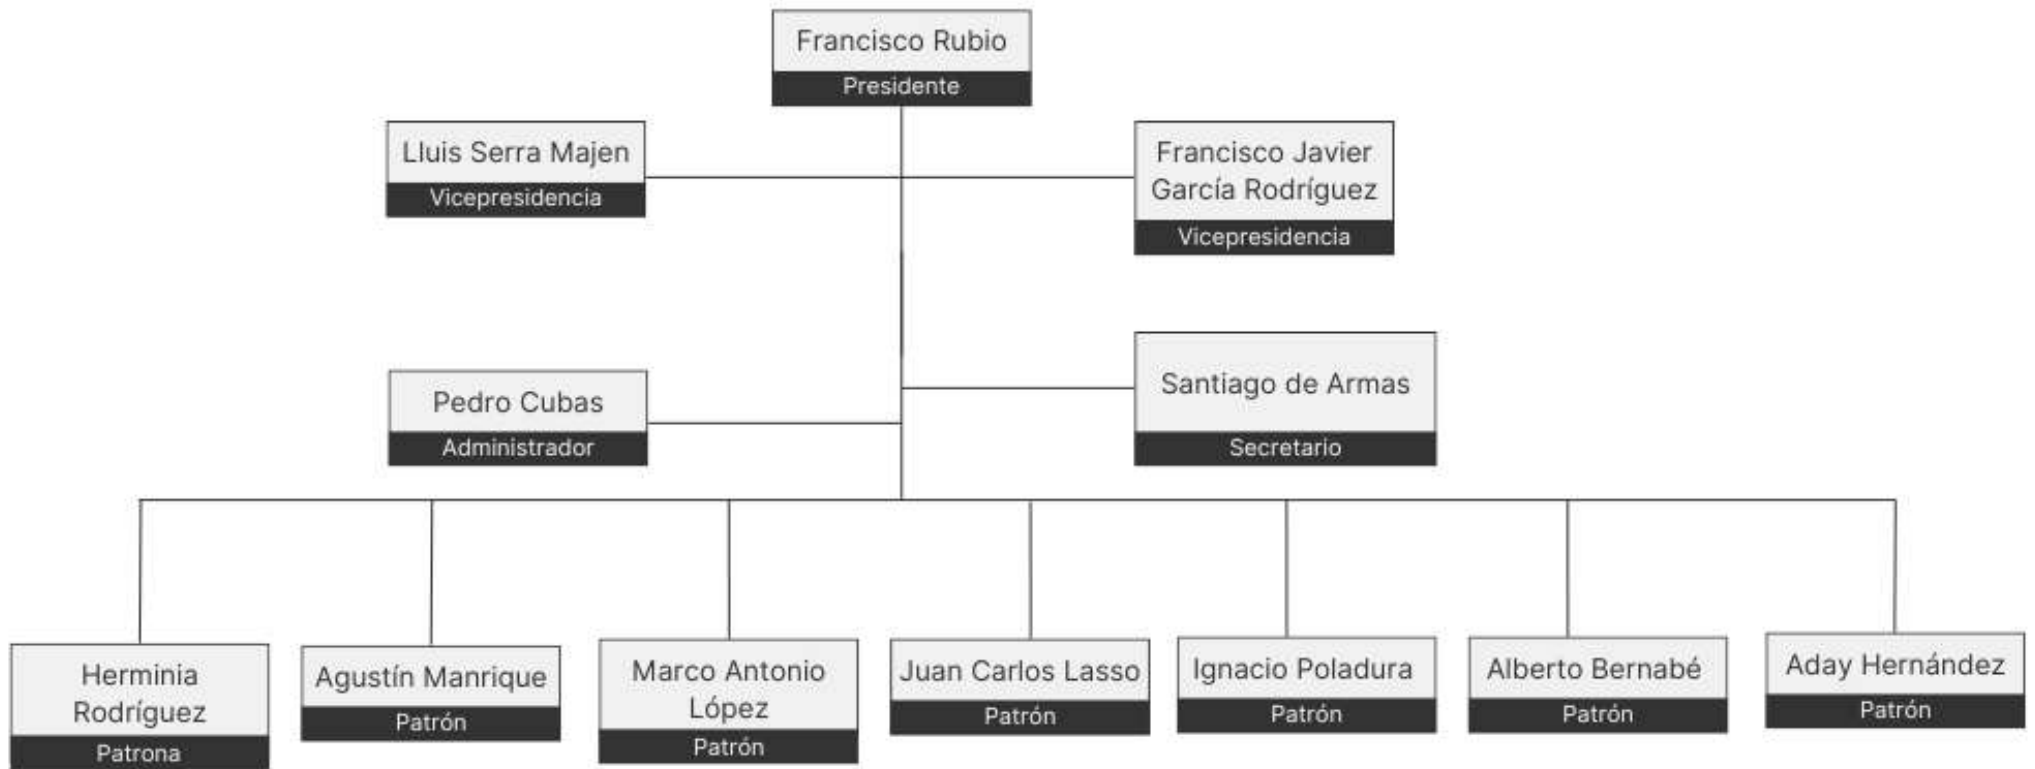 Francisco Rubio
Presidente
Lluis Serra Majen
Vicepresidencia
Francisco Javier
García Rodríguez
Vicepresidencia
Pedro Cubas
Administrador
Santiago de Armas
Secretario
Herminia
Rodríguez
Patrona
Agustín Manrique
Patrón
Marco Antonio
López
Patrón
Juan Carlos Lasso
Patrón
Ignacio Poladura
Patrón
Alberto Bernabé
Patrón
Aday Hernández
Patrón